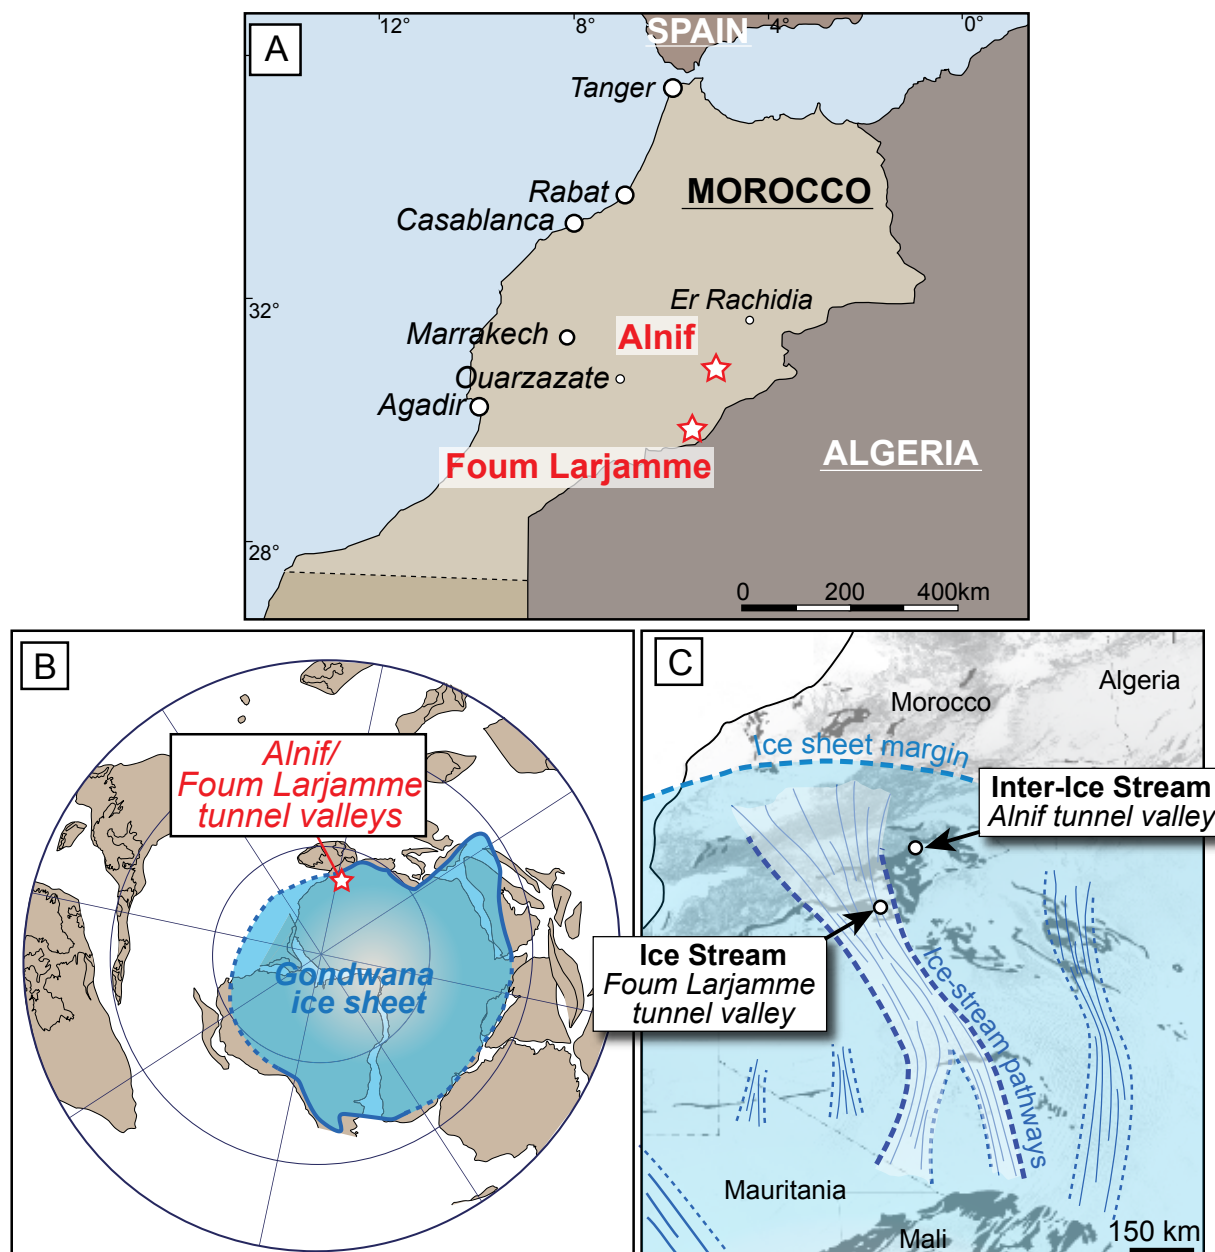 A
12°
8°
4°
0°
SPAIN
Tanger
Rabat
MOROCCO
Casablanca
32°
Er Rachidia
Marrakech
Alnif
Ouarzazate
Agadir
Foum Larjamme
ALGERIA
28°
0 200 400km
B
Alnif/
Foum Larjamme
tunnel valleys
Gondwana
ice sheet
C
Algeria
Morocco
Ice sheet margin
Inter-Ice Stream
Alnif tunnel valley
Ice Stream
Foum Larjamme
tunnel valley
Ice-stream pathways
Mauritania
Mali
150 km